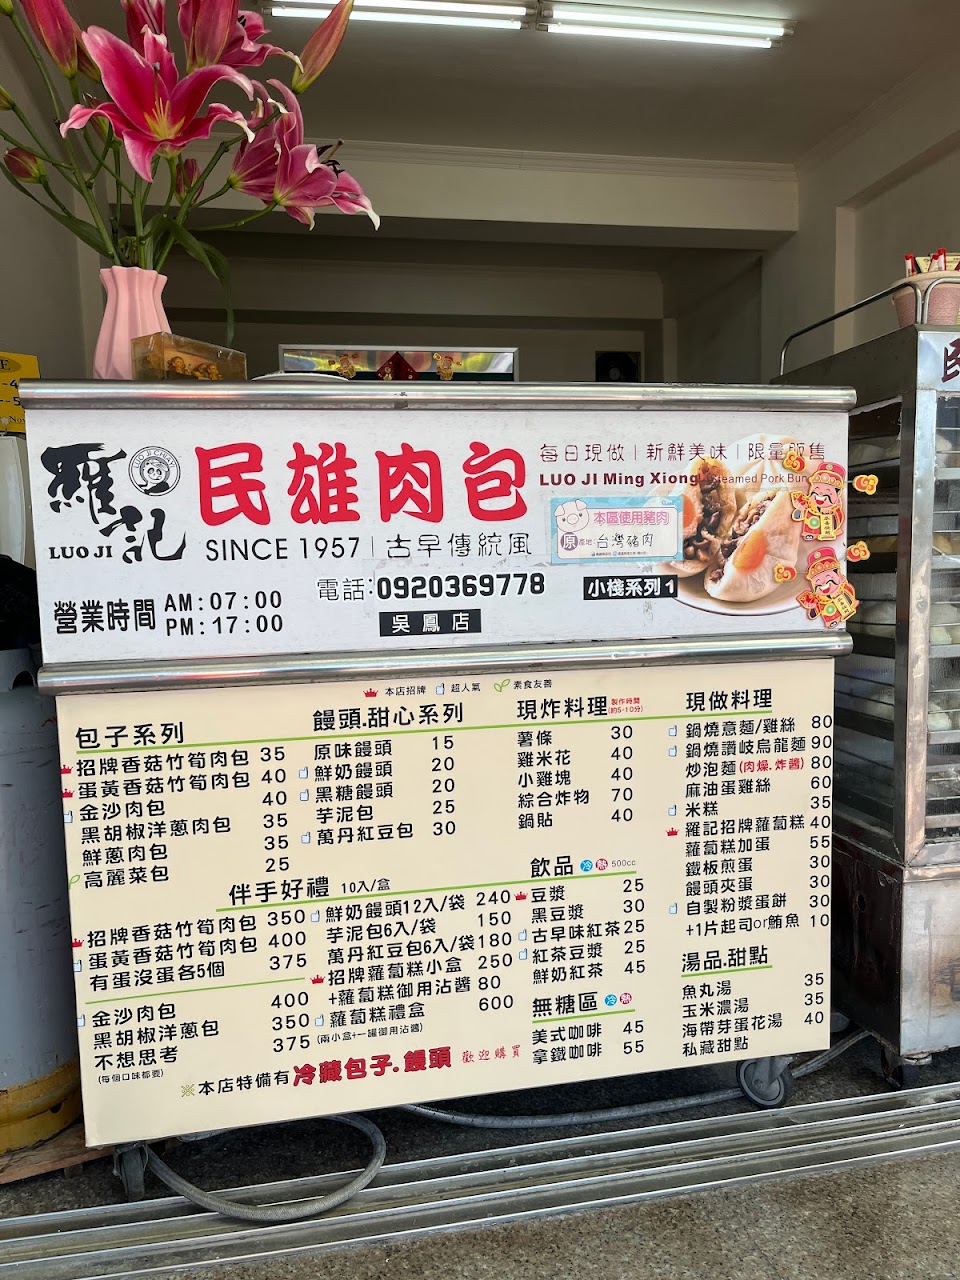 羅記
LUO JI
LUO JI CHIAYI
民雄肉包
SINCE 1957 | 古早傳統風
每日現做 | 新鮮美味 | 限量販售
LUO JI Ming Xiong Steamed Pork Bun
本區使用豬肉
原 產地: 台灣豬肉
電話:0920369778
小棧系列 1
營業時間 AM:07:00
PM:17:00
吳鳳店
本店招牌 超人氣 素食友善
包子系列
招牌香菇竹筍肉包 35
蛋黃香菇竹筍肉包 40
金沙肉包 40
黑胡椒洋蔥肉包 35
鮮蔥肉包 35
高麗菜包 25
饅頭.甜心系列
原味饅頭 15
鮮奶饅頭 20
黑糖饅頭 20
芋泥包 25
萬丹紅豆包 30
現炸料理 製作時間(約5-10分)
薯條 30
雞米花 40
小雞塊 40
綜合炸物 70
鍋貼 40
現做料理
鍋燒意麵/雞絲 80
鍋燒讚岐烏龍麵 90
炒泡麵(肉燥.炸醬) 80
麻油蛋雞絲 60
米糕 35
羅記招牌蘿蔔糕 40
蘿蔔糕加蛋 55
鐵板煎蛋 30
饅頭夾蛋 30
自製粉漿蛋餅 30
+1片起司or鮪魚 10
伴手好禮 10入/盒
招牌香菇竹筍肉包 350
蛋黃香菇竹筍肉包 400
有蛋沒蛋各5個 375
金沙肉包 400
黑胡椒洋蔥包 350
不想思考 375
(每個口味都要)
鮮奶饅頭12入/袋 240
芋泥包6入/袋 150
萬丹紅豆包6入/袋 180
招牌蘿蔔糕小盒 250
+蘿蔔糕御用沾醬 80
蘿蔔糕禮盒 600
(兩小盒+一罐御用沾醬)
飲品 冷 熱 500cc
豆漿 25
黑豆漿 30
古早味紅茶 25
紅茶豆漿 25
鮮奶紅茶 45
無糖區 冷 熱
美式咖啡 45
拿鐵咖啡 55
湯品.甜點
魚丸湯 35
玉米濃湯 35
海帶芽蛋花湯 40
私藏甜點
※本店特備有冷藏包子.饅頭 歡迎購買